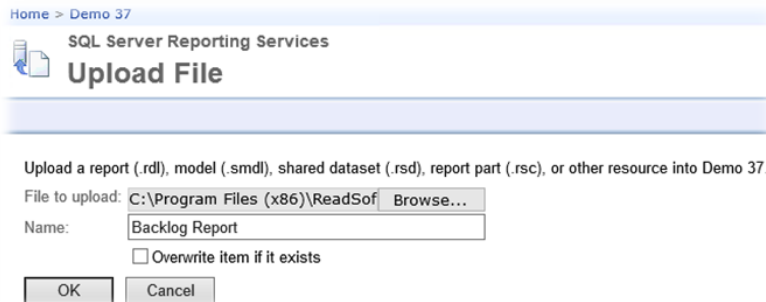 Home > Demo 37
SQL Server Reporting Services
Upload File
Upload a report (.rdl), model (.smdl), shared dataset (.rsd), report part (.rsc), or other resource into Demo 37.
File to upload: C:\Program Files (x86)\ReadSof Browse...
Name: Backlog Report
Overwrite item if it exists
OK Cancel